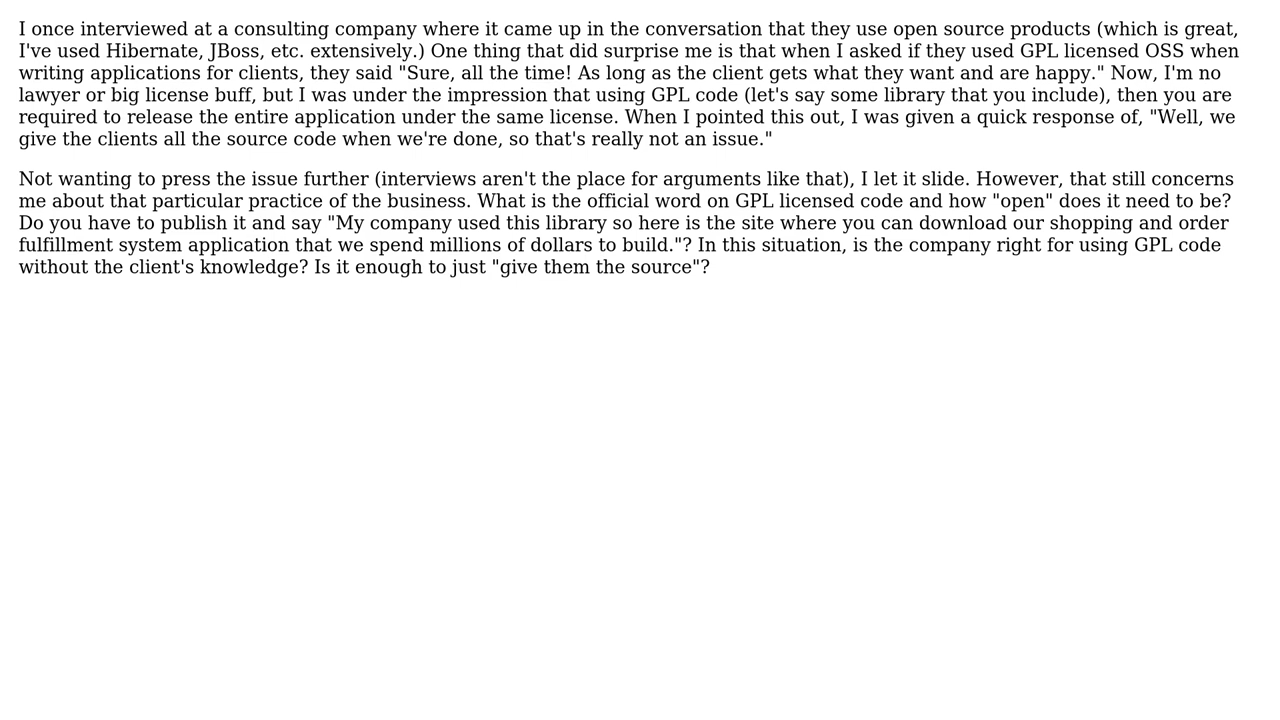 I once interviewed at a consulting company where it came up in the conversation that they use open source products (which is great,
I've used Hibernate, JBoss, etc. extensively.) One thing that did surprise me is that when I asked if they used GPL licensed OSS when
writing applications for clients, they said "Sure, all the time! As long as the client gets what they want and are happy." Now, I'm no
lawyer or big license buff, but I was under the impression that using GPL code (let's say some library that you include), then you are
required to release the entire application under the same license. When I pointed this out, I was given a quick response of, "Well, we
give the clients all the source code when we're done, so that's really not an issue."
Not wanting to press the issue further (interviews aren't the place for arguments like that), I let it slide. However, that still concerns
me about that particular practice of the business. What is the official word on GPL licensed code and how "open" does it need to be?
Do you have to publish it and say "My company used this library so here is the site where you can download our shopping and order
fulfillment system application that we spend millions of dollars to build."? In this situation, is the company right for using GPL code
without the client's knowledge? Is it enough to just "give them the source"?